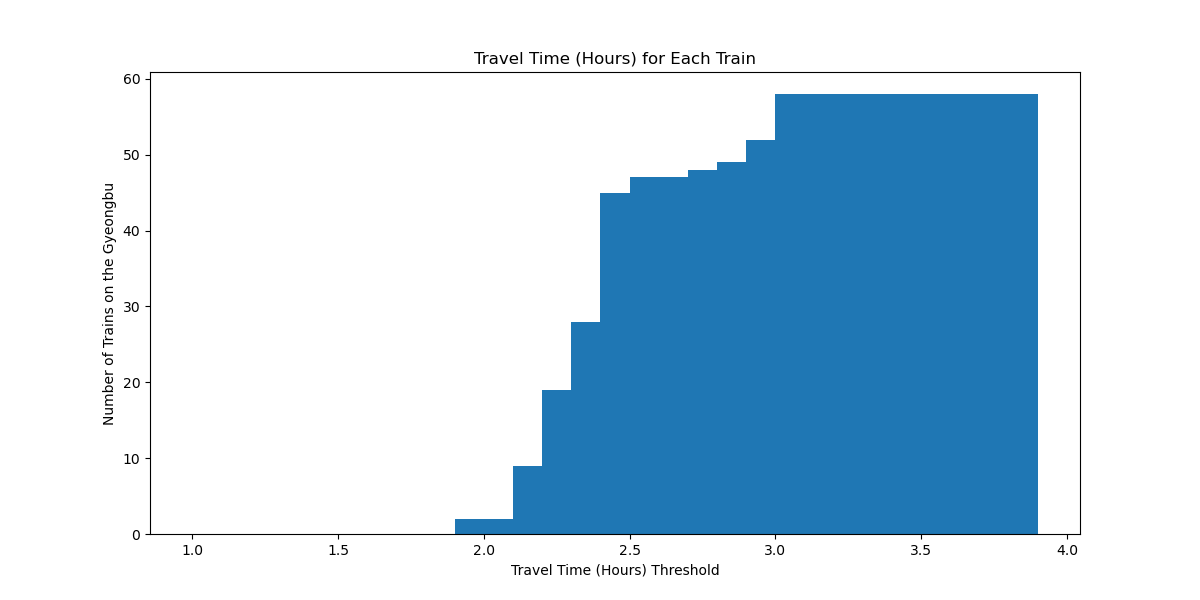 Travel Time (Hours) for Each Train
Number of Trains on the Gyeongbu
60
50
40
30
20
10
0
1.0 1.5 2.0 2.5 3.0 3.5 4.0
Travel Time (Hours) Threshold